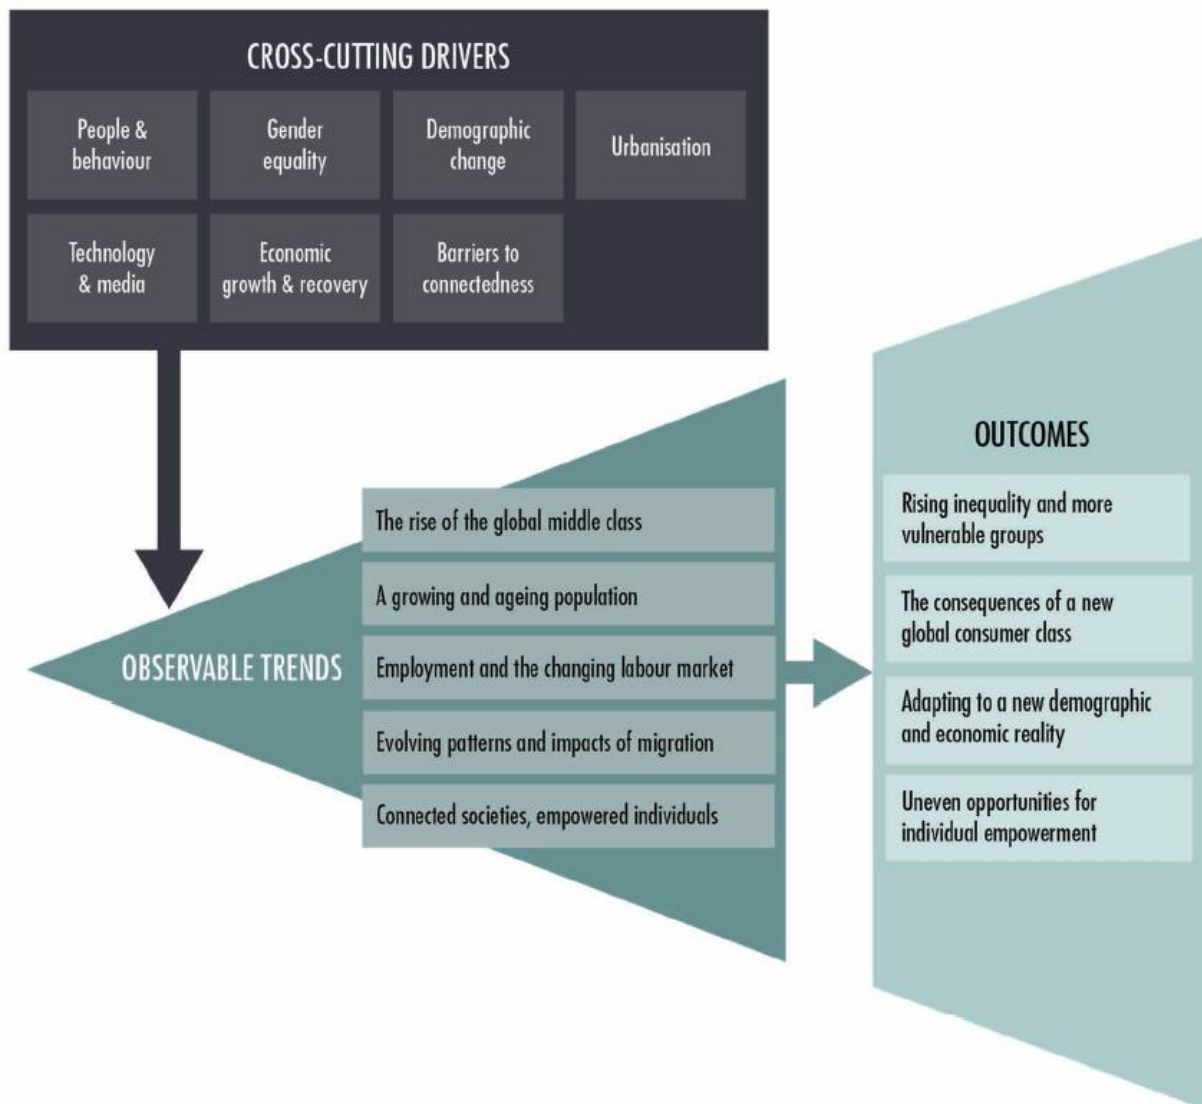 CROSS-CUTTING DRIVERS
People &
behaviour
Gender
equality
Demographic
change
Urbanisation
Technology
& media
Economic
growth & recovery
Barriers to
connectedness
OBSERVABLE TRENDS
The rise of the global middle class
A growing and ageing population
Employment and the changing labour market
Evolving patterns and impacts of migration
Connected societies, empowered individuals
OUTCOMES
Rising inequality and more
vulnerable groups
The consequences of a new
global consumer class
Adapting to a new demographic
and economic reality
Uneven opportunities for
individual empowerment